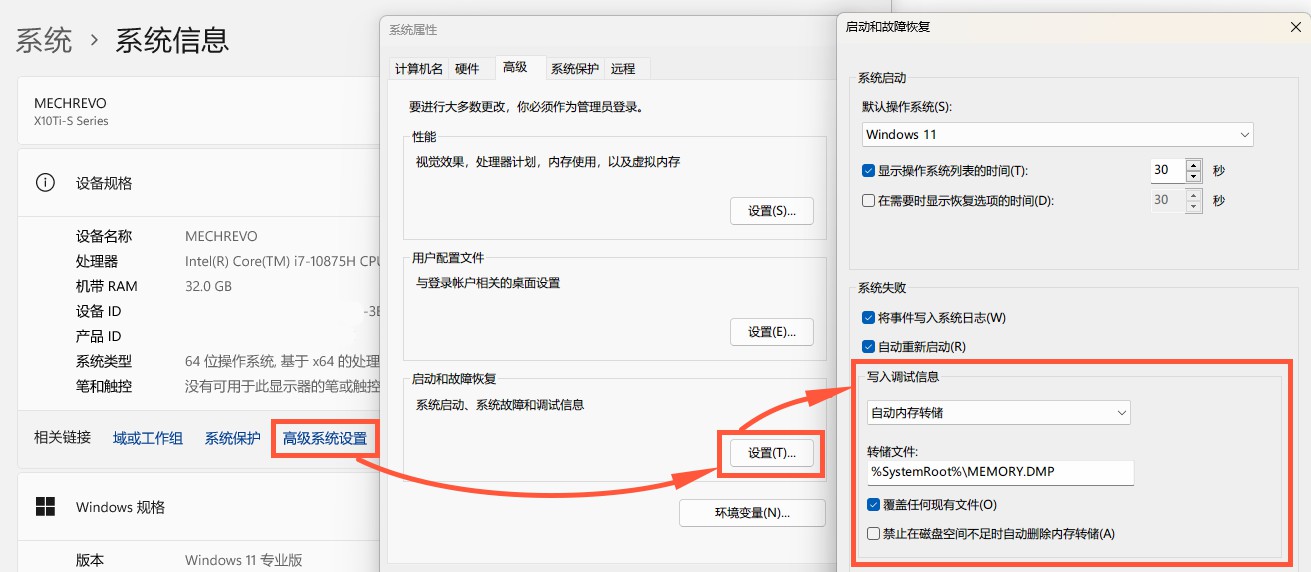 系统 › 系统信息
MECHREVO
X10Ti-S Series
设备规格
设备名称 MECHREVO
处理器 Intel(R) Core(TM) i7-10875H CPU
机带 RAM 32.0 GB
设备 ID -3E
产品 ID
系统类型 64 位操作系统, 基于 x64 的处理
笔和触控 没有可用于此显示器的笔或触控
相关链接 域或工作组 系统保护 高级系统设置
Windows 规格
版本 Windows 11 专业版
系统属性
计算机名 硬件 高级 系统保护 远程
要进行大多数更改，你必须作为管理员登录。
性能
视觉效果，处理器计划，内存使用，以及虚拟内存
设置(S)...
用户配置文件
与登录帐户相关的桌面设置
设置(E)...
启动和故障恢复
系统启动、系统故障和调试信息
设置(T)...
环境变量(N)...
启动和故障恢复
系统启动
默认操作系统(S):
Windows 11
显示操作系统列表的时间(T): 30 秒
在需要时显示恢复选项的时间(D): 30 秒
系统失败
将事件写入系统日志(W)
自动重新启动(R)
写入调试信息
自动内存转储
转储文件:
%SystemRoot%\MEMORY.DMP
覆盖任何现有文件(O)
禁止在磁盘空间不足时自动删除内存转储(A)